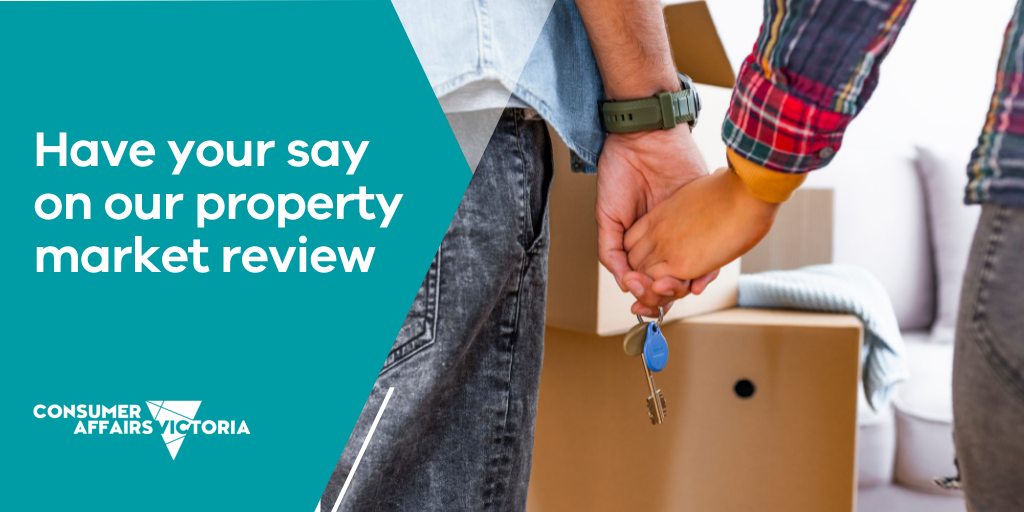 Have your say
on our property
market review
CONSUMER
AFFAIRS VICTORIA